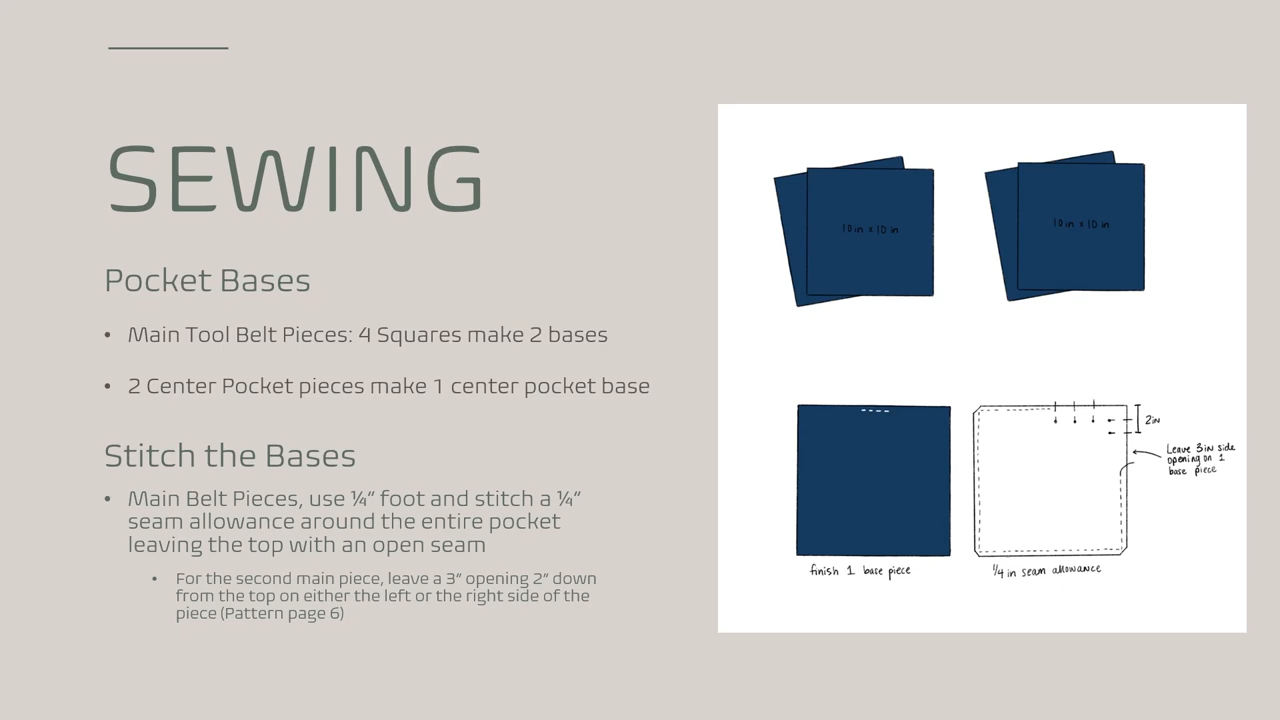 SEWING
Pocket Bases
• Main Tool Belt Pieces: 4 Squares make 2 bases
• 2 Center Pocket pieces make 1 center pocket base
Stitch the Bases
• Main Belt Pieces, use ¼” foot and stitch a ¼”
seam allowance around the entire pocket
leaving the top with an open seam
• For the second main piece, leave a 3” opening 2” down
from the top on either the left or the right side of the
piece (Pattern page 6)
10in x 10 in
10in x 10 in
2in
Leave 3in side
opening on 1
base piece
finish 1 base piece
1/4 in seam allowance